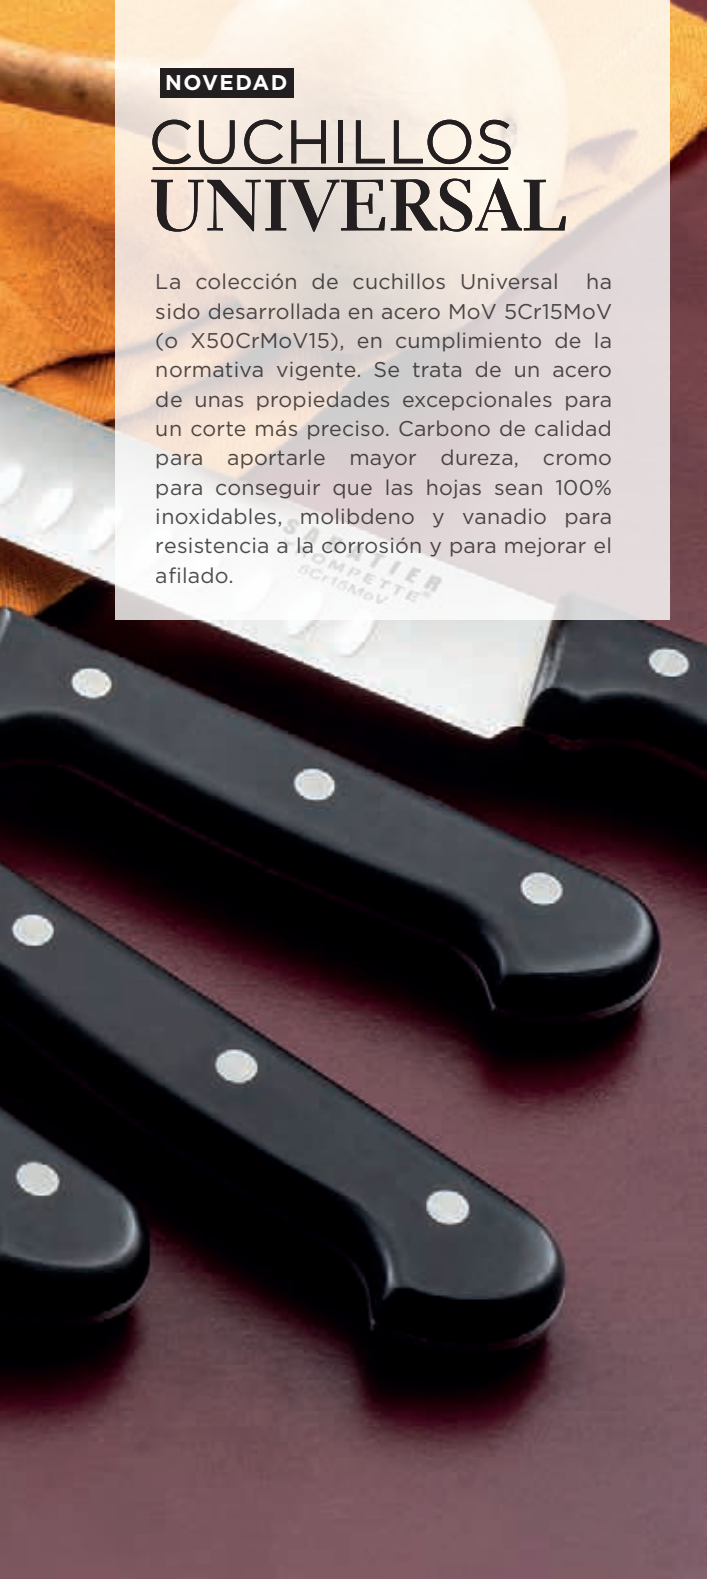 NOVEDAD
CUCHILLOS
UNIVERSAL
La colección de cuchillos Universal ha
sido desarrollada en acero MoV 5Cr15MoV
(o X50CrMoV15), en cumplimiento de la
normativa vigente. Se trata de un acero
de unas propiedades excepcionales para
un corte más preciso. Carbono de calidad
para aportarle mayor dureza, cromo
para conseguir que las hojas sean 100%
inoxidables, molibdeno y vanadio para
resistencia a la corrosión y para mejorar el
afilado.
SABATIER
TROMPETTE
5Cr15MoV